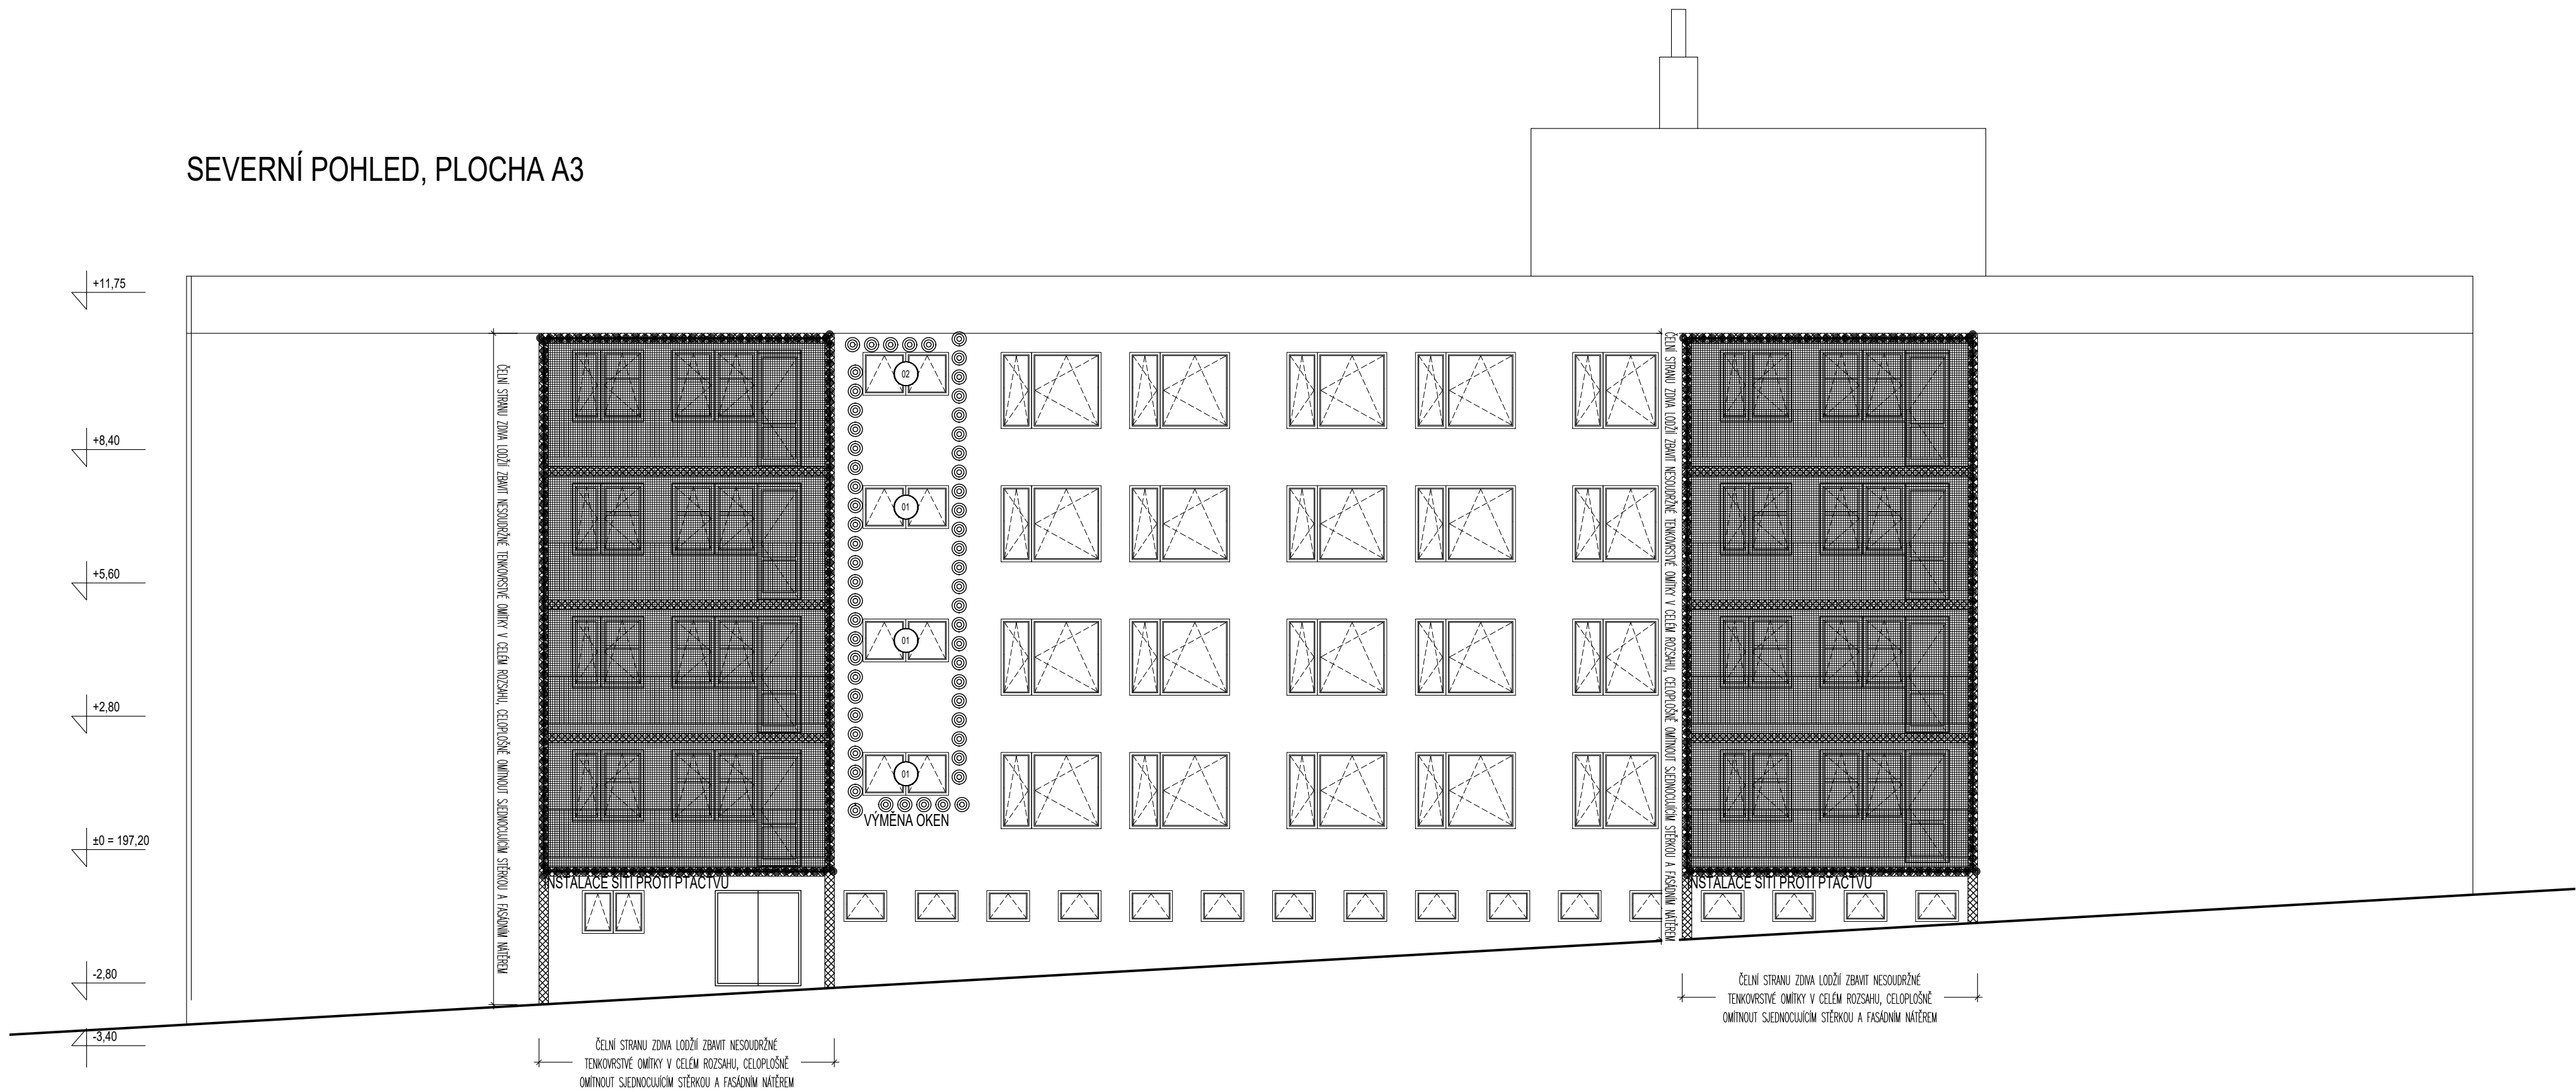 SEVERNÍ POHLED, PLOCHA A3
+11,75
+8,40
+5,60
+2,80
±0 = 197,20
-2,80
-3,40
ČELNÍ STRANU ZDIVA LODŽIÍ ZBAVIT NESOUDRŽNÉ TENKOVRSTVÉ OMÍTKY V CELÉM ROZSAHU, CELOPLOŠNĚ OMÍTNOUT SJEDNOCUJÍCÍM STĚRKOU A FASÁDNÍM NÁTĚREM
02
01
01
01
VÝMĚNA OKEN
INSTALACE SÍTÍ PROTI PTACTVU
ČELNÍ STRANU ZDIVA LODŽIÍ ZBAVIT NESOUDRŽNÉ TENKOVRSTVÉ OMÍTKY V CELÉM ROZSAHU, CELOPLOŠNĚ OMÍTNOUT SJEDNOCUJÍCÍM STĚRKOU A FASÁDNÍM NÁTĚREM
INSTALACE SÍTÍ PROTI PTACTVU
ČELNÍ STRANU ZDIVA LODŽIÍ ZBAVIT NESOUDRŽNÉ
TENKOVRSTVÉ OMÍTKY V CELÉM ROZSAHU, CELOPLOŠNĚ
OMÍTNOUT SJEDNOCUJÍCÍM STĚRKOU A FASÁDNÍM NÁTĚREM
ČELNÍ STRANU ZDIVA LODŽIÍ ZBAVIT NESOUDRŽNÉ
TENKOVRSTVÉ OMÍTKY V CELÉM ROZSAHU, CELOPLOŠNĚ
OMÍTNOUT SJEDNOCUJÍCÍM STĚRKOU A FASÁDNÍM NÁTĚREM